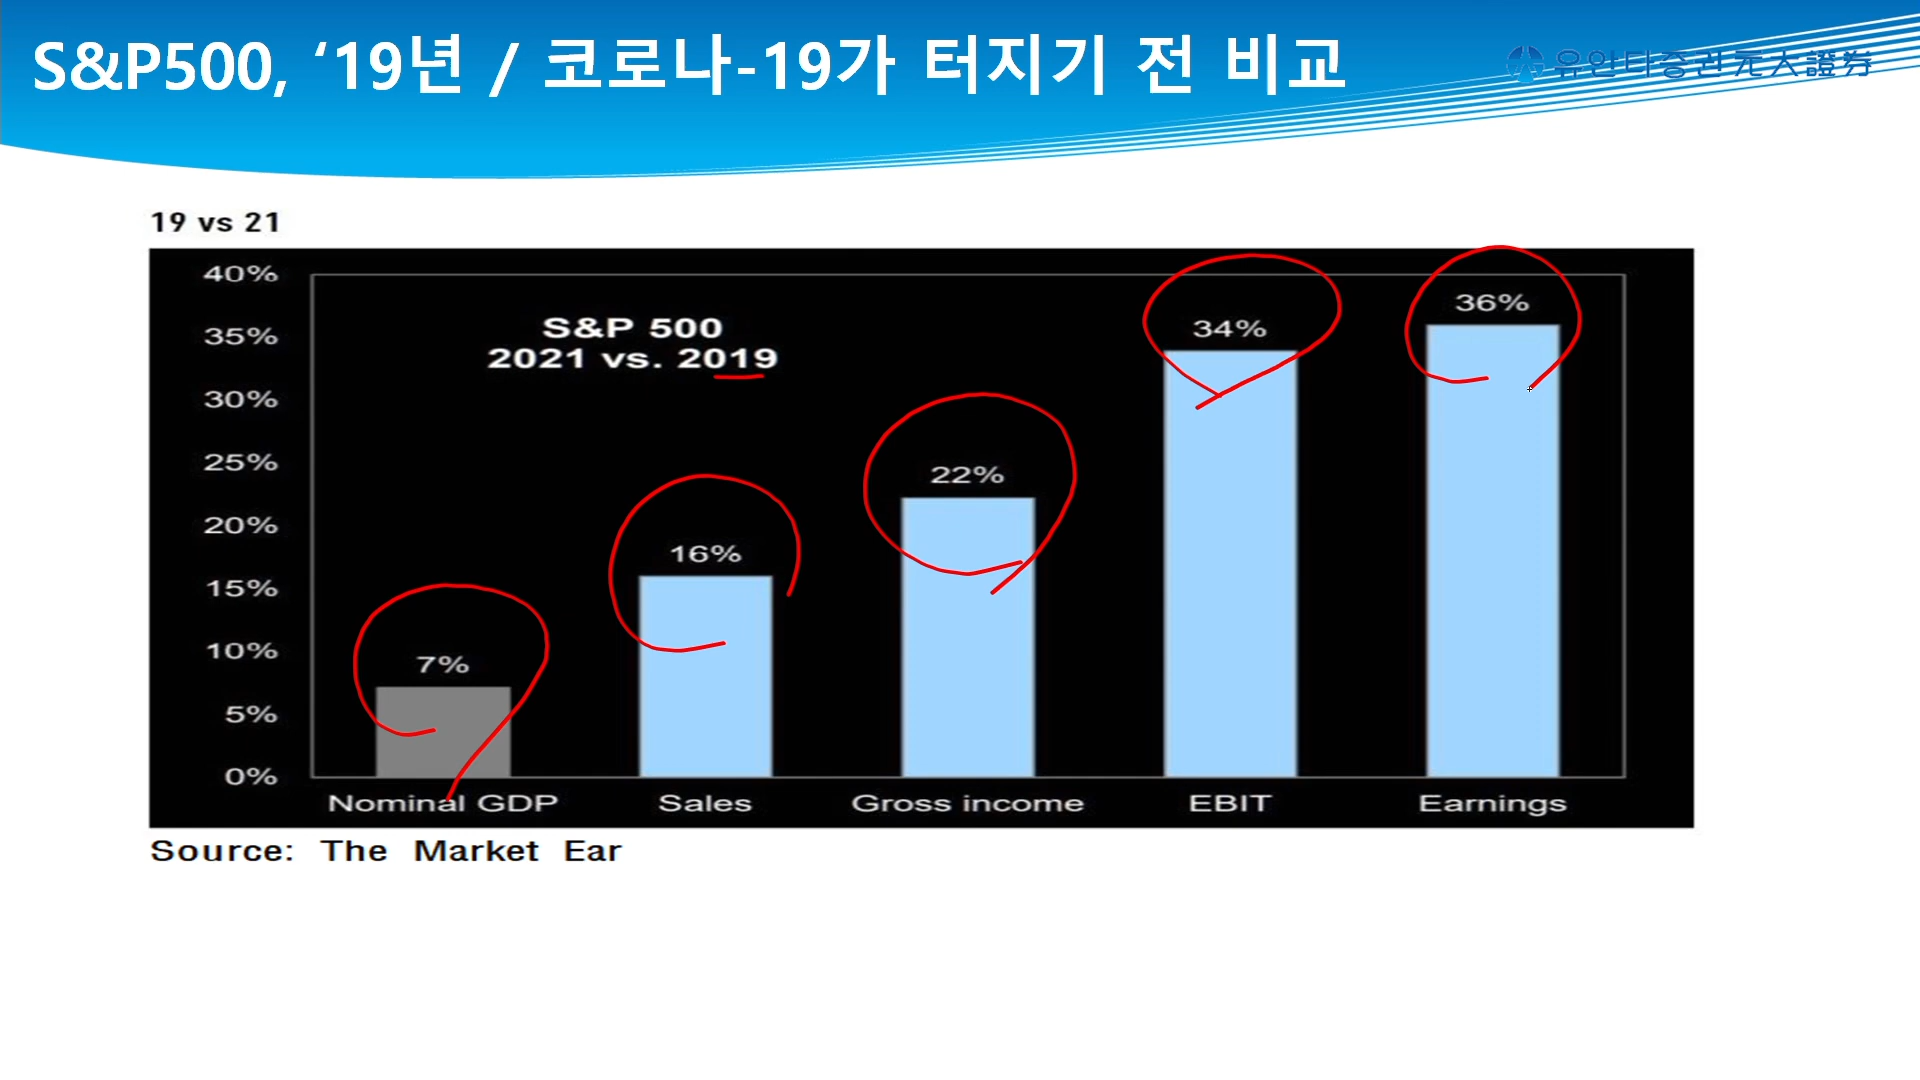 S&P500, ‘19년 / 코로나-19가 터지기 전 비교
유안타증권 元大證券
19 vs 21
40%
35%
30%
25%
20%
15%
10%
5%
0%
S&P 500
2021 vs. 2019
7%
16%
22%
34%
36%
Nominal GDP
Sales
Gross income
EBIT
Earnings
Source: The Market Ear